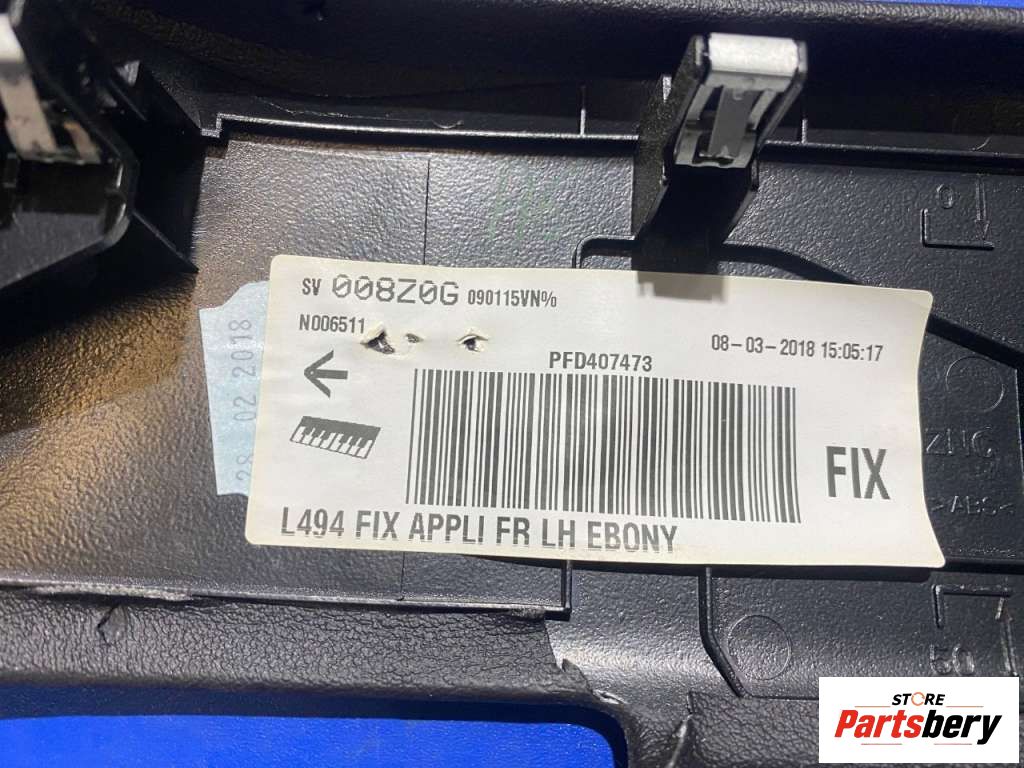 SV 008Z0G 090115VN%
N006511
08-03-2018 15:05:17
PFD407473
FIX
L494 FIX APPLI FR LH EBONY
28 02 2018
>ABS<
50
STORE
Partsbery